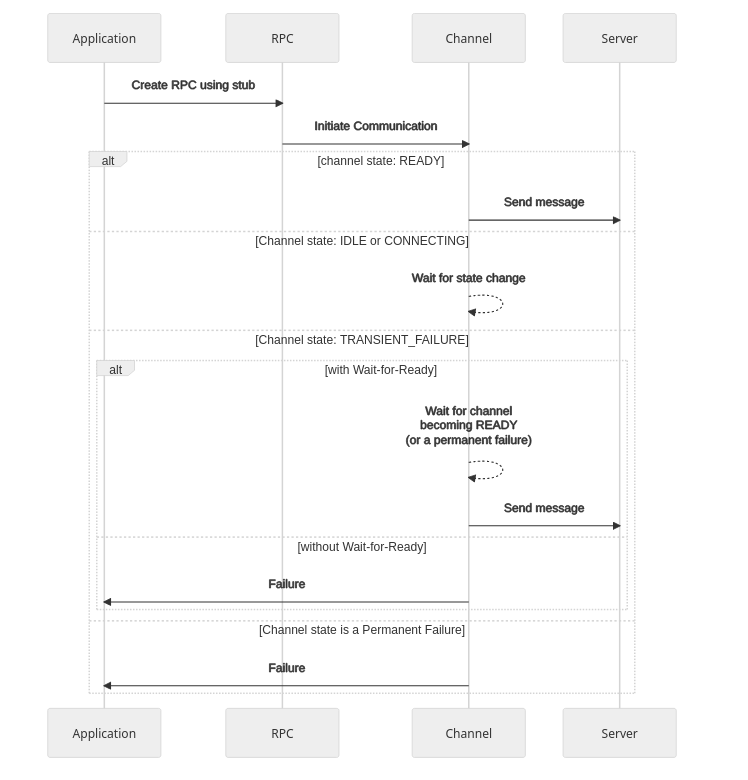 Application
RPC
Channel
Server
Create RPC using stub
Initiate Communication
alt
[channel state: READY]
Send message
[Channel state: IDLE or CONNECTING]
Wait for state change
[Channel state: TRANSIENT_FAILURE]
alt
[with Wait-for-Ready]
Wait for channel
becoming READY
(or a permanent failure)
Send message
[without Wait-for-Ready]
Failure
[Channel state is a Permanent Failure]
Failure
Application
RPC
Channel
Server